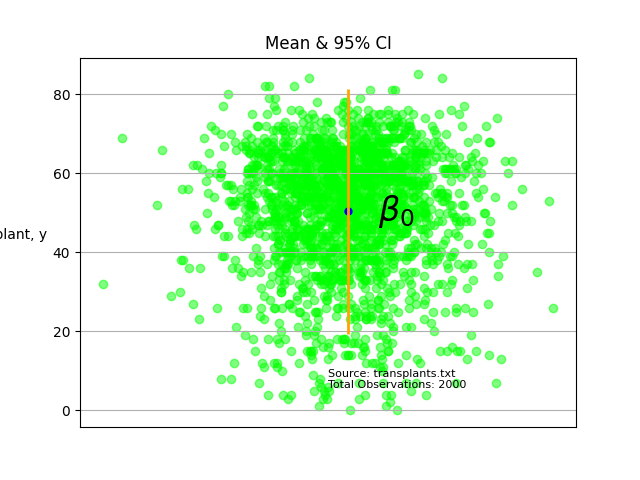 Mean & 95% CI
80
60
plant, y
40
20
0
β0
Source: transplants.txt
Total Observations: 2000